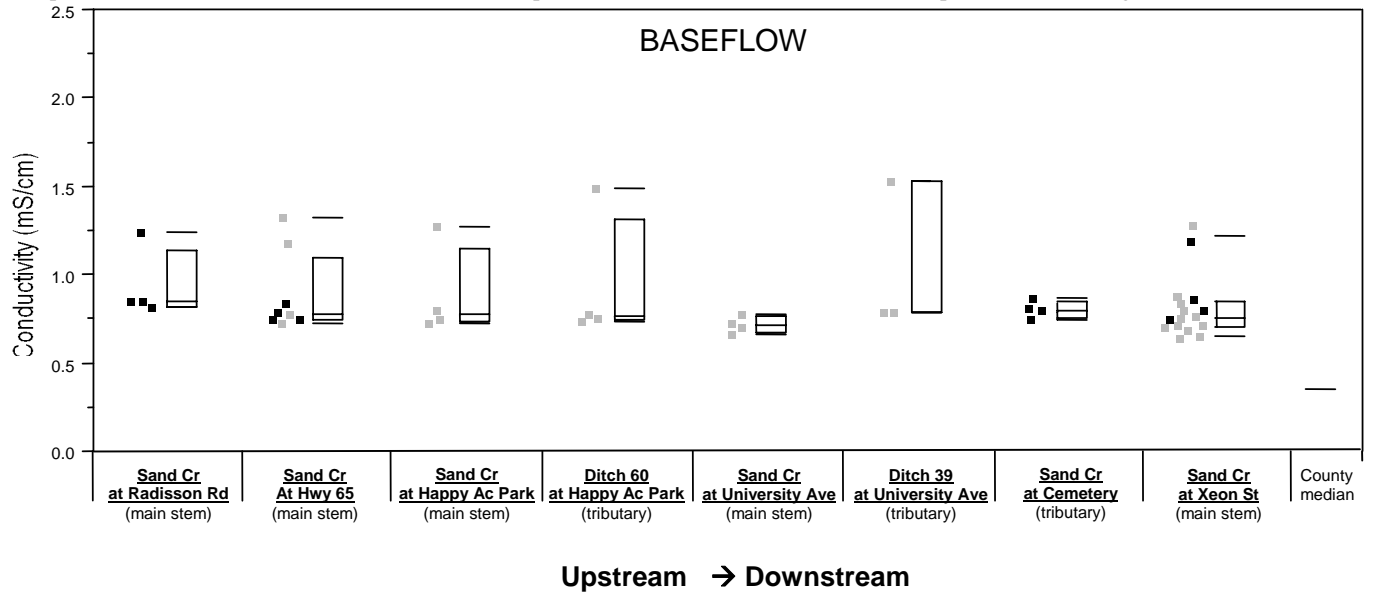 2.5
BASEFLOW
2.0
1.5
1.0
0.5
0.0
Conductivity (mS/cm)
Sand Cr
at Radisson Rd
(main stem)
Sand Cr
At Hwy 65
(main stem)
Sand Cr
at Happy Ac Park
(main stem)
Ditch 60
at Happy Ac Park
(tributary)
Sand Cr
at University Ave
(main stem)
Ditch 39
at University Ave
(tributary)
Sand Cr
at Cemetery
(tributary)
Sand Cr
at Xeon St
(main stem)
County
median
Upstream → Downstream